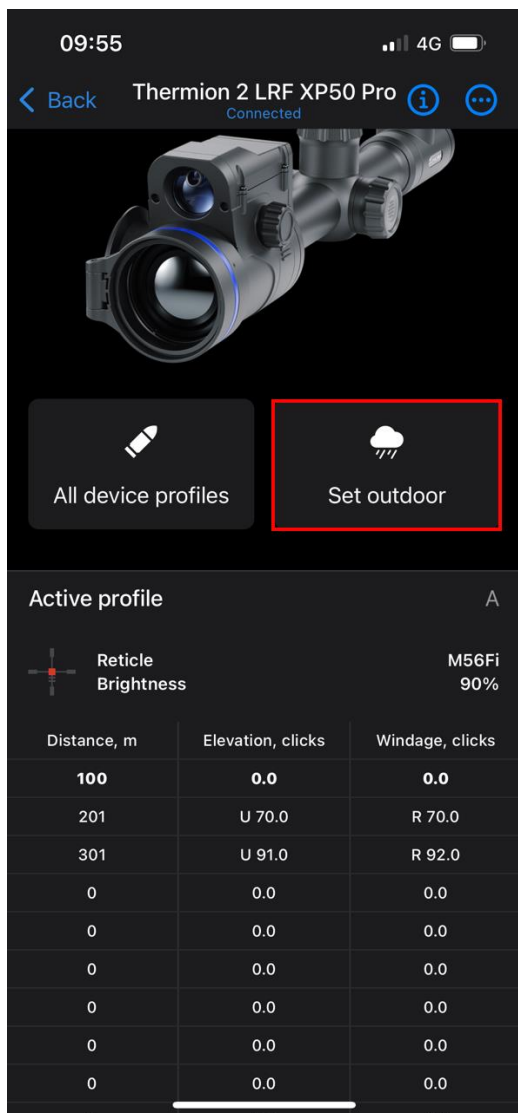 09:55
4G
Back
Thermion 2 LRF XP50 Pro
Connected
All device profiles
Set outdoor
Active profile
A
Reticle
M56Fi
Brightness
90%
Distance, m Elevation, clicks Windage, clicks
100 0.0 0.0
201 U 70.0 R 70.0
301 U 91.0 R 92.0
0 0.0 0.0
0 0.0 0.0
0 0.0 0.0
0 0.0 0.0
0 0.0 0.0
0 0.0 0.0